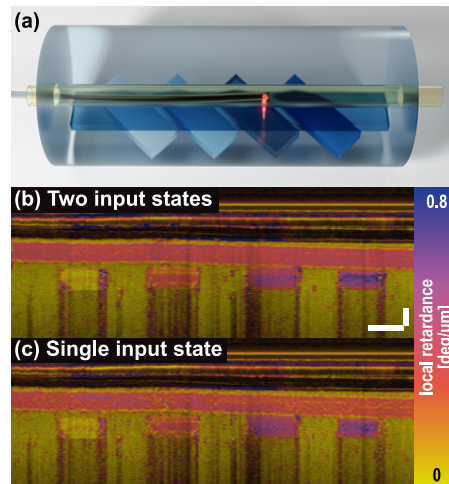 (a)
(b) Two input states
0.8
local retardance
[deg/um]
(c) Single input state
0